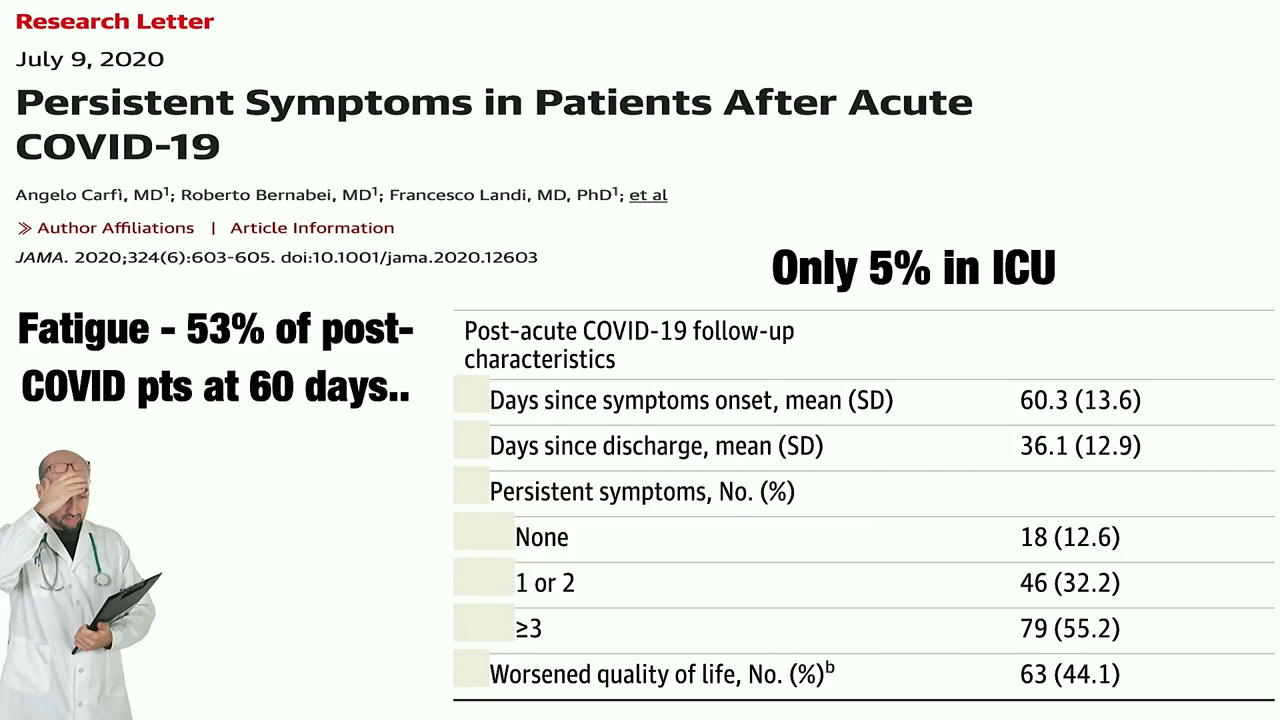 Research Letter
July 9, 2020
Persistent Symptoms in Patients After Acute
COVID-19
Angelo Carfì, MD¹; Roberto Bernabei, MD¹; Francesco Landi, MD, PhD¹; et al
≫ Author Affiliations | Article Information
JAMA. 2020;324(6):603-605. doi:10.1001/jama.2020.12603
Only 5% in ICU
Fatigue - 53% of post-
COVID pts at 60 days..
Post-acute COVID-19 follow-up
characteristics
Days since symptoms onset, mean (SD) 60.3 (13.6)
Days since discharge, mean (SD) 36.1 (12.9)
Persistent symptoms, No. (%)
None 18 (12.6)
1 or 2 46 (32.2)
≥3 79 (55.2)
Worsened quality of life, No. (%)ᵇ 63 (44.1)